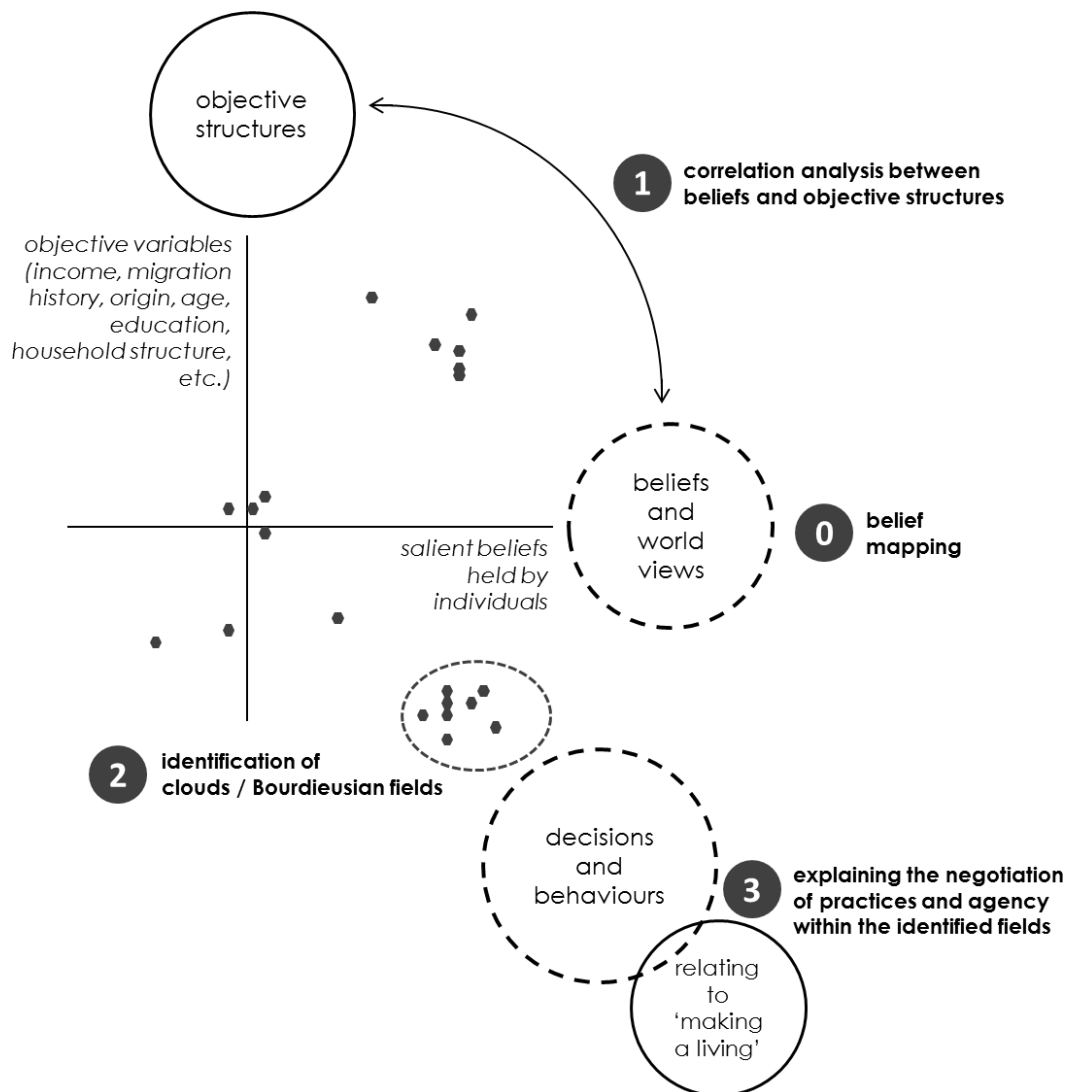 objective
structures
1
correlation analysis between
beliefs and objective structures
objective variables
(income, migration
history, origin, age,
education,
household structure,
etc.)
beliefs
and
world
views
0
belief
mapping
salient beliefs
held by
individuals
2
identification of
clouds / Bourdieusian fields
decisions
and
behaviours
3
explaining the negotiation
of practices and agency
within the identified fields
relating
to
‘making
a living’